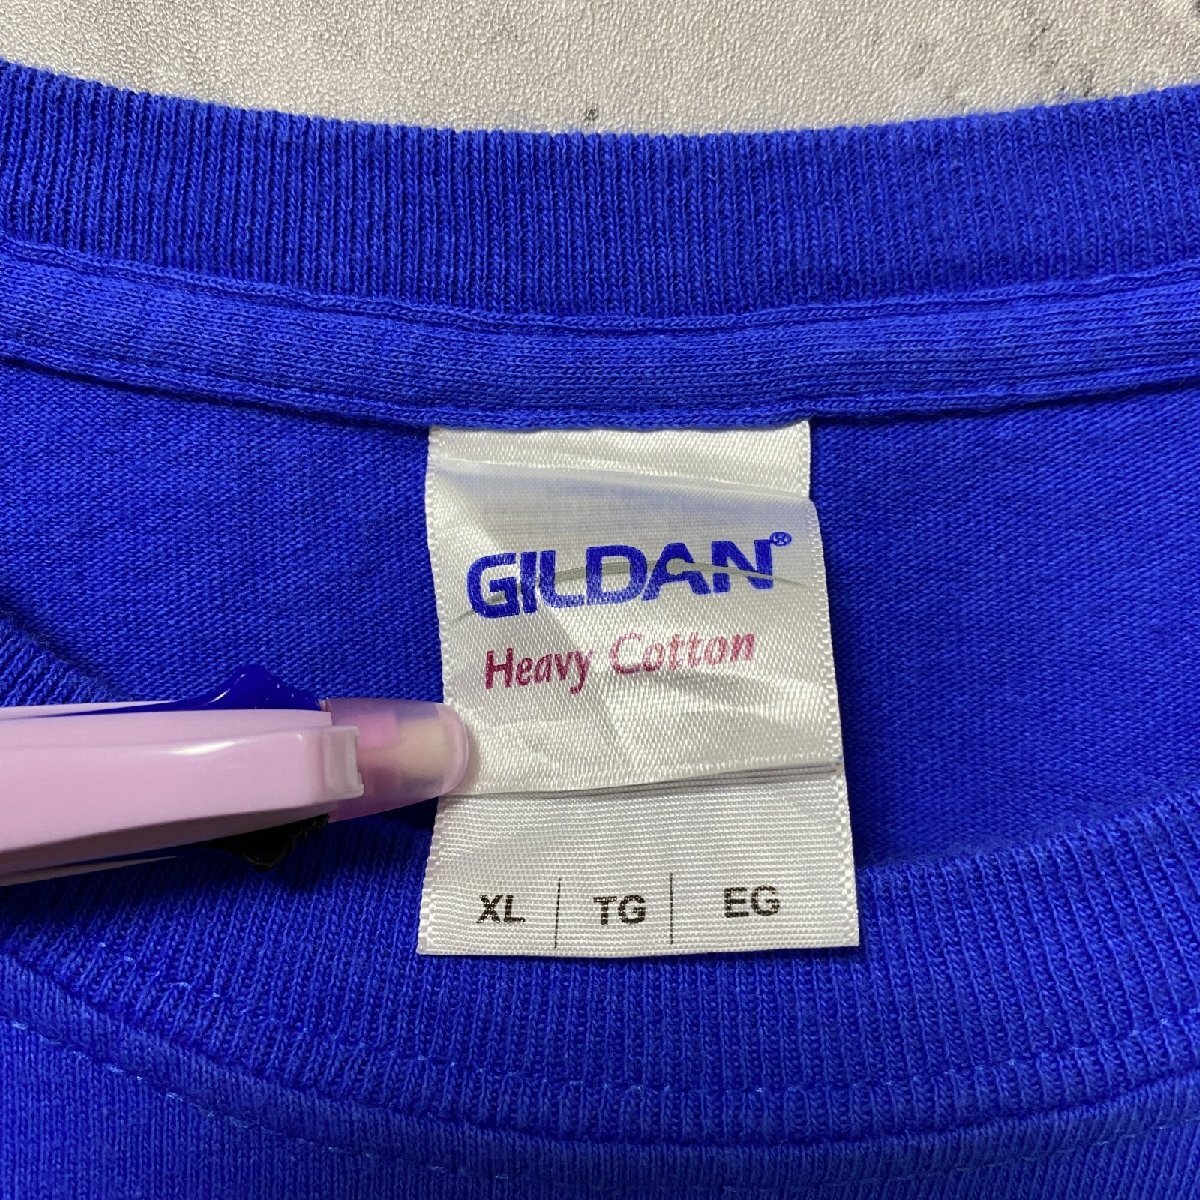 GILDAN®
Heavy Cotton
XL | TG | EG